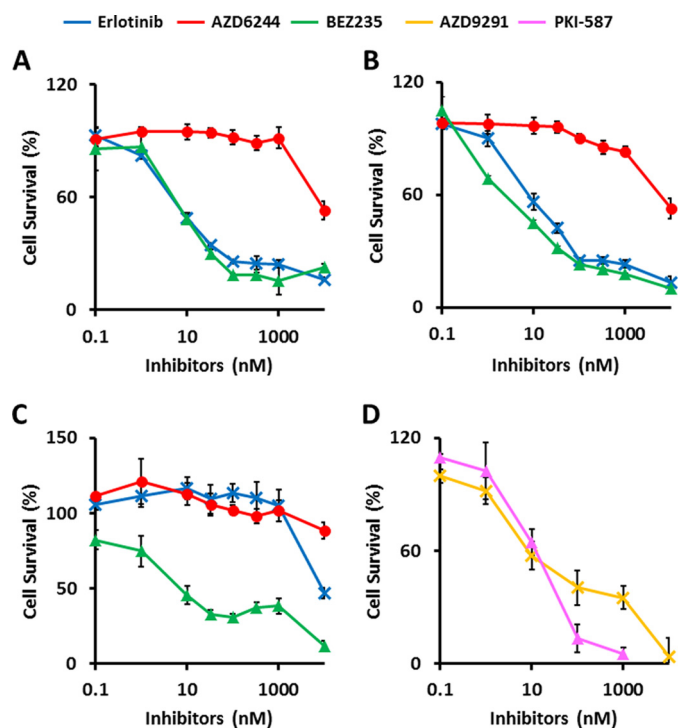 Erlotinib AZD6244 BEZ235 AZD9291 PKI-587
A B
120 120
Cell Survival (%) Cell Survival (%)
60 60
0 0
0.1 10 1000 0.1 10 1000
Inhibitors (nM) Inhibitors (nM)
C D
150 120
100
Cell Survival (%) Cell Survival (%)
60
50
0 0
0.1 10 1000 0.1 10 1000
Inhibitors (nM) Inhibitors (nM)